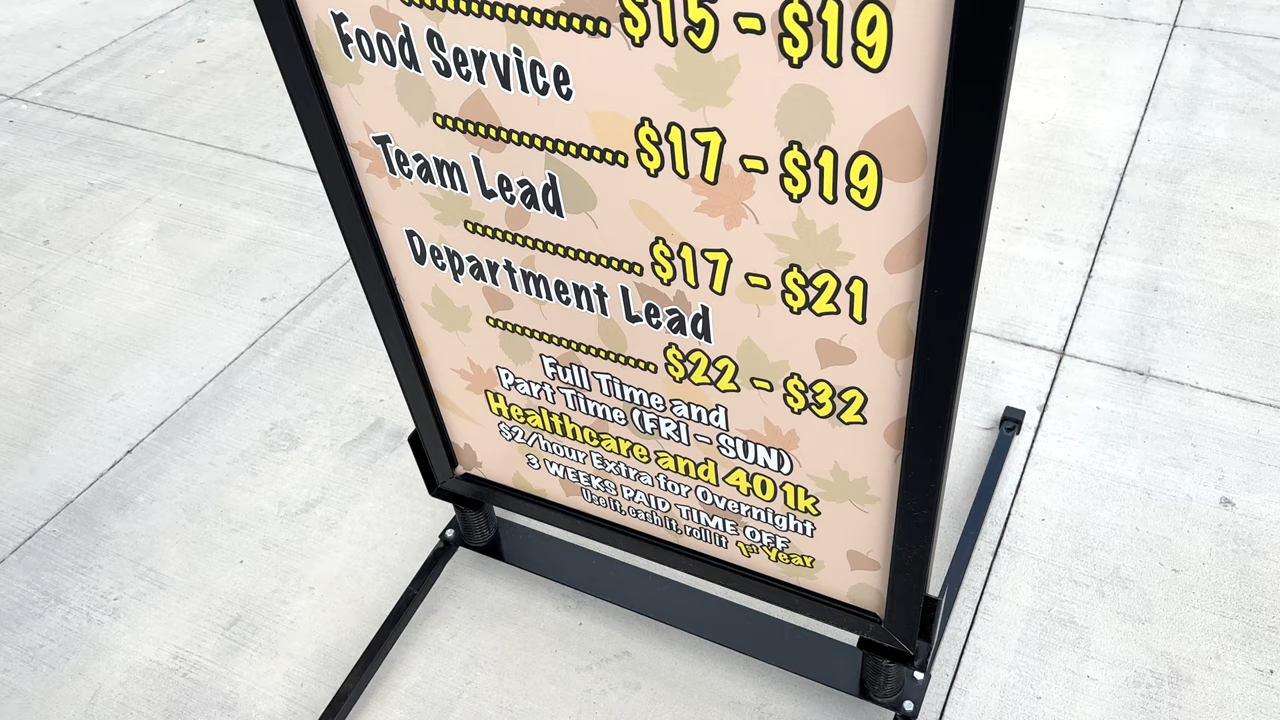 ................ $15 - $19
Food Service
................ $17 - $19
Team Lead
................ $17 - $21
Department Lead
................ $22 - $32
Full Time and
Part Time (FRI - SUN)
Healthcare and 401k
$2/hour Extra for Overnight
3 WEEKS PAID TIME OFF
Use it, cash it, roll it 1st Year